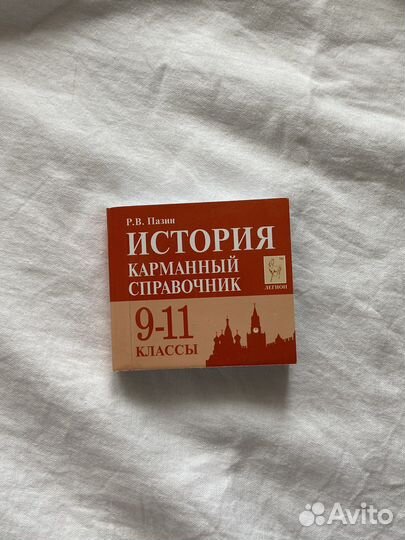 Р.В. Пазин
ИСТОРИЯ
КАРМАННЫЙ
СПРАВОЧНИК
ЛЕГИОН
9-11
КЛАССЫ
Avito